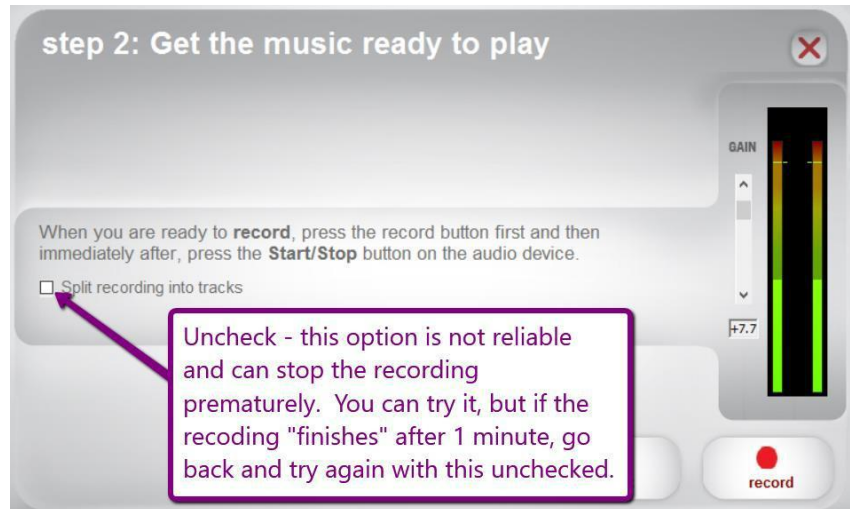 step 2: Get the music ready to play
GAIN
When you are ready to record, press the record button first and then
immediately after, press the Start/Stop button on the audio device.
Split recording into tracks
+7.7
Uncheck - this option is not reliable
and can stop the recording
prematurely. You can try it, but if the
recoding "finishes" after 1 minute, go
back and try again with this unchecked.
record